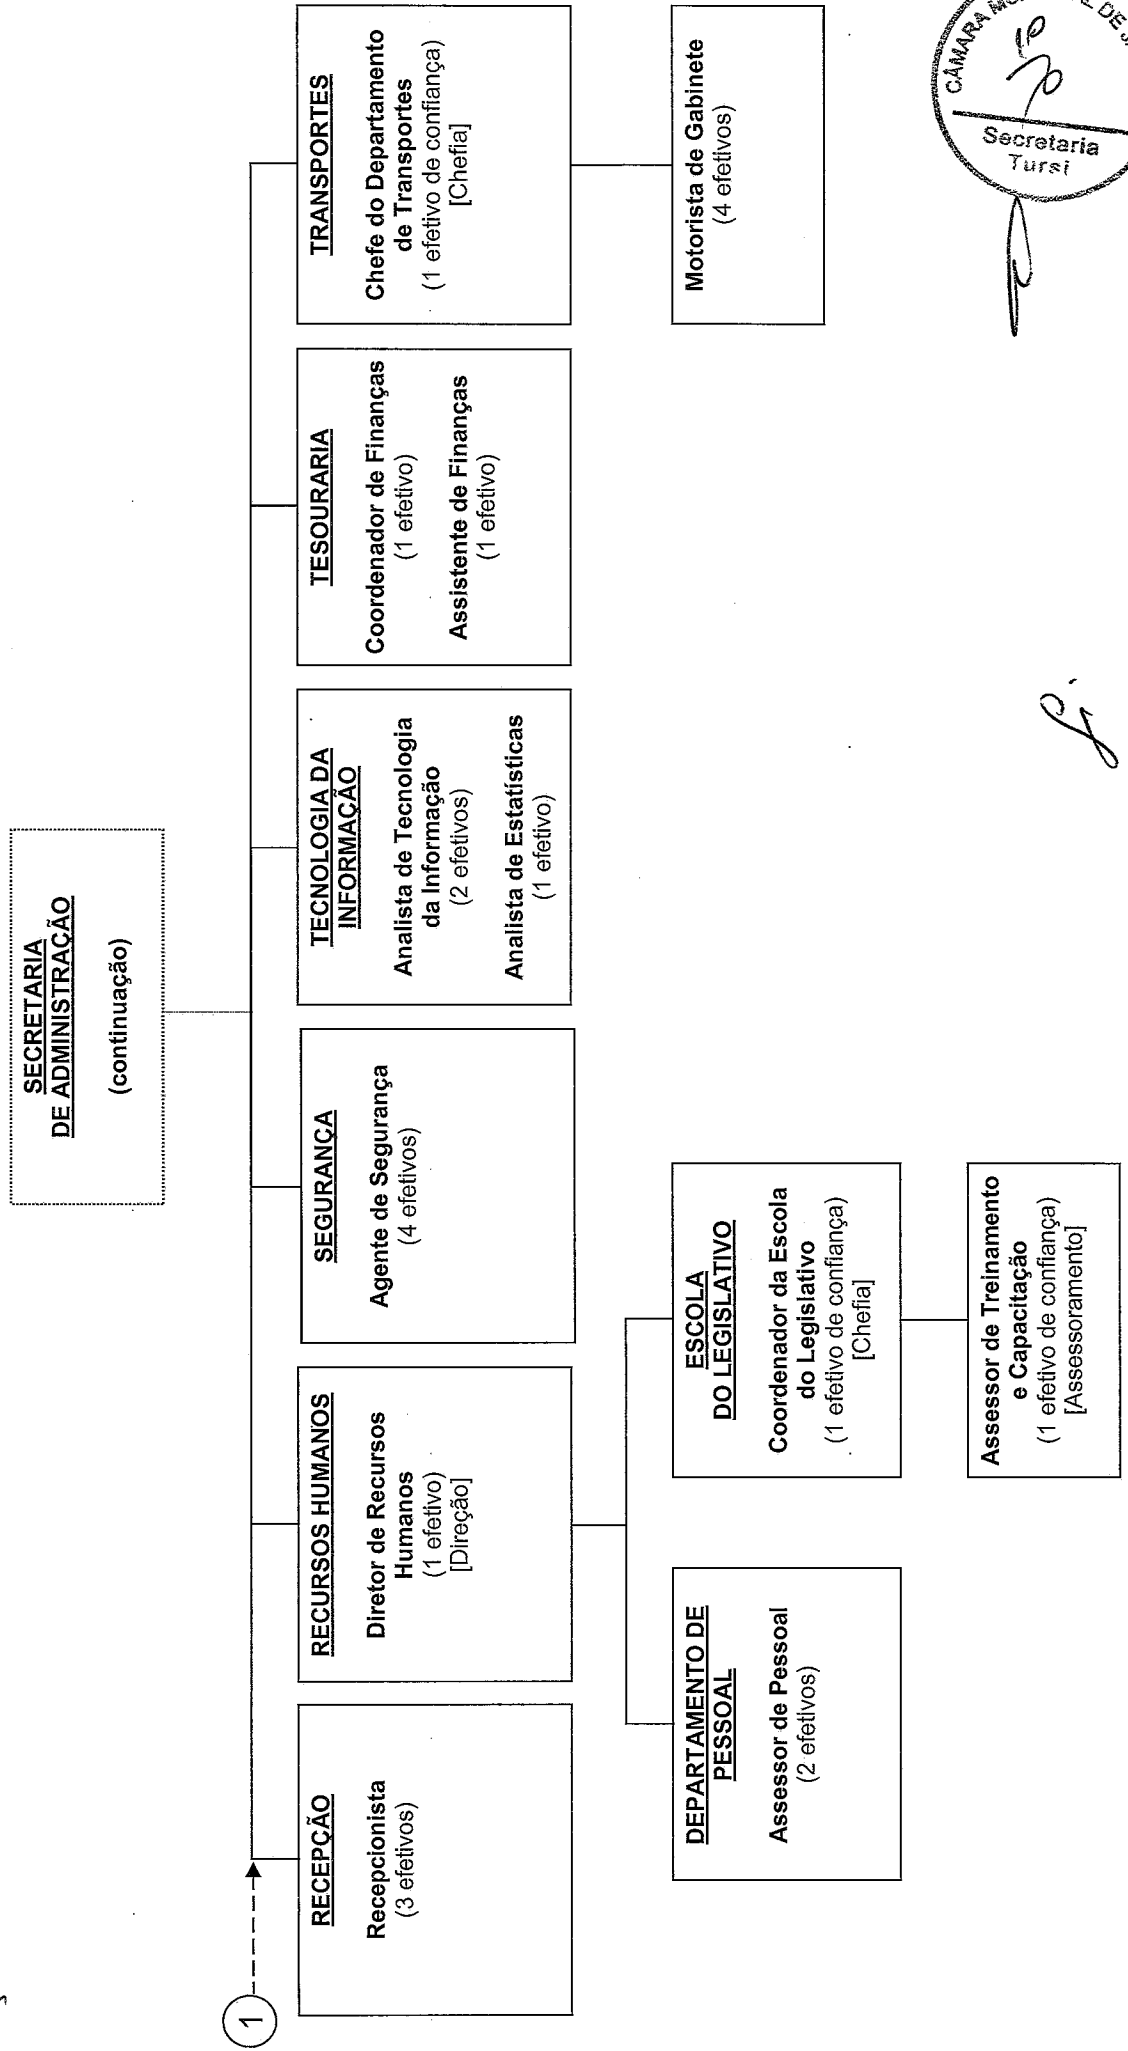 SECRETARIA
DE ADMINISTRAÇÃO
(continuação)
1
RECEPÇÃO
Recepcionista
(3 efetivos)
RECURSOS HUMANOS
Diretor de Recursos
Humanos
(1 efetivo)
[Direção]
SEGURANÇA
Agente de Segurança
(4 efetivos)
TECNOLOGIA DA
INFORMAÇÃO
Analista de Tecnologia
da Informação
(2 efetivos)
Analista de Estatísticas
(1 efetivo)
TESOURARIA
Coordenador de Finanças
(1 efetivo)
Assistente de Finanças
(1 efetivo)
TRANSPORTES
Chefe do Departamento
de Transportes
(1 efetivo de confiança)
[Chefia]
DEPARTAMENTO DE
PESSOAL
Assessor de Pessoal
(2 efetivos)
ESCOLA
DO LEGISLATIVO
Coordenador da Escola
do Legislativo
(1 efetivo de confiança)
[Chefia]
Assessor de Treinamento
e Capacitação
(1 efetivo de confiança)
[Assessoramento]
Motorista de Gabinete
(4 efetivos)
CÂMARA DE
Secretaria
Tursi